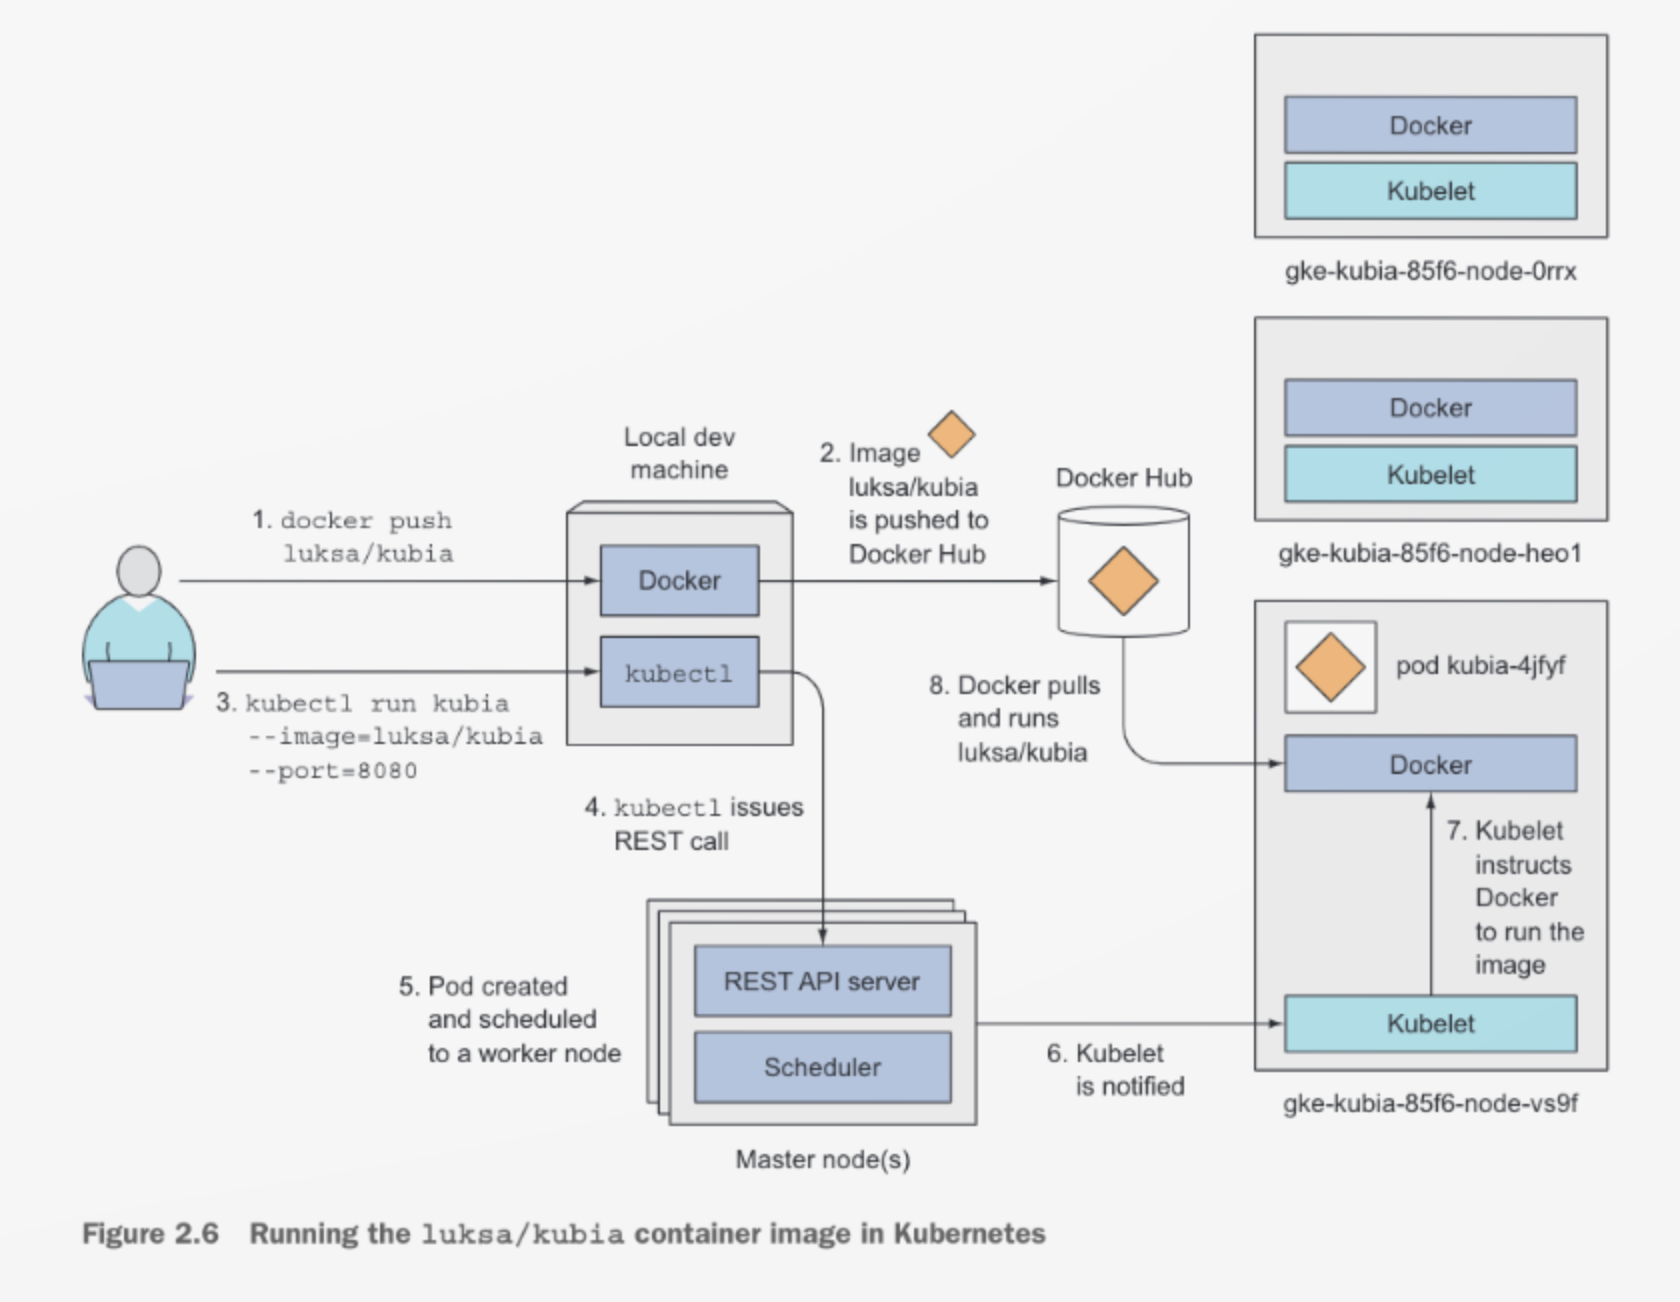 Docker
Kubelet
gke-kubia-85f6-node-0rrx
Docker
Kubelet
gke-kubia-85f6-node-heo1
Local dev
machine
1. docker push
luksa/kubia
Docker
kubectl
2. Image
luksa/kubia
is pushed to
Docker Hub
Docker Hub
3. kubectl run kubia
--image=luksa/kubia
--port=8080
4. kubectl issues
REST call
5. Pod created
and scheduled
to a worker node
REST API server
Scheduler
Master node(s)
6. Kubelet
is notified
8. Docker pulls
and runs
luksa/kubia
pod kubia-4jfyf
Docker
7. Kubelet
instructs
Docker
to run the
image
Kubelet
gke-kubia-85f6-node-vs9f
Figure 2.6 Running the luksa/kubia container image in Kubernetes